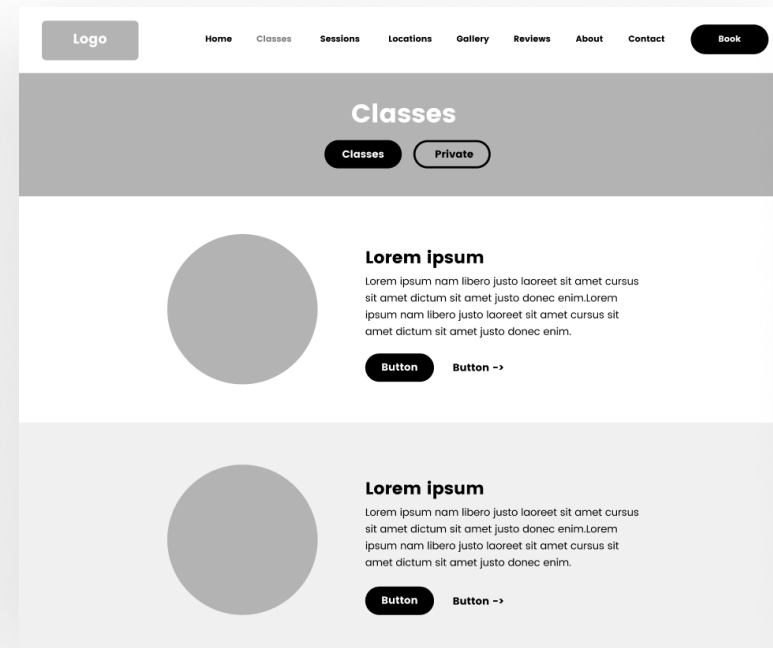 Logo
Home Classes Sessions Locations Gallery Reviews About Contact Book
Classes
Classes Private
Lorem ipsum
Lorem ipsum nam libero justo laoreet sit amet cursus
sit amet dictum sit amet justo donec enim.Lorem
ipsum nam libero justo laoreet sit amet cursus sit
amet dictum sit amet justo donec enim.
Button Button ->
Lorem ipsum
Lorem ipsum nam libero justo laoreet sit amet cursus
sit amet dictum sit amet justo donec enim.Lorem
ipsum nam libero justo laoreet sit amet cursus sit
amet dictum sit amet justo donec enim.
Button Button ->